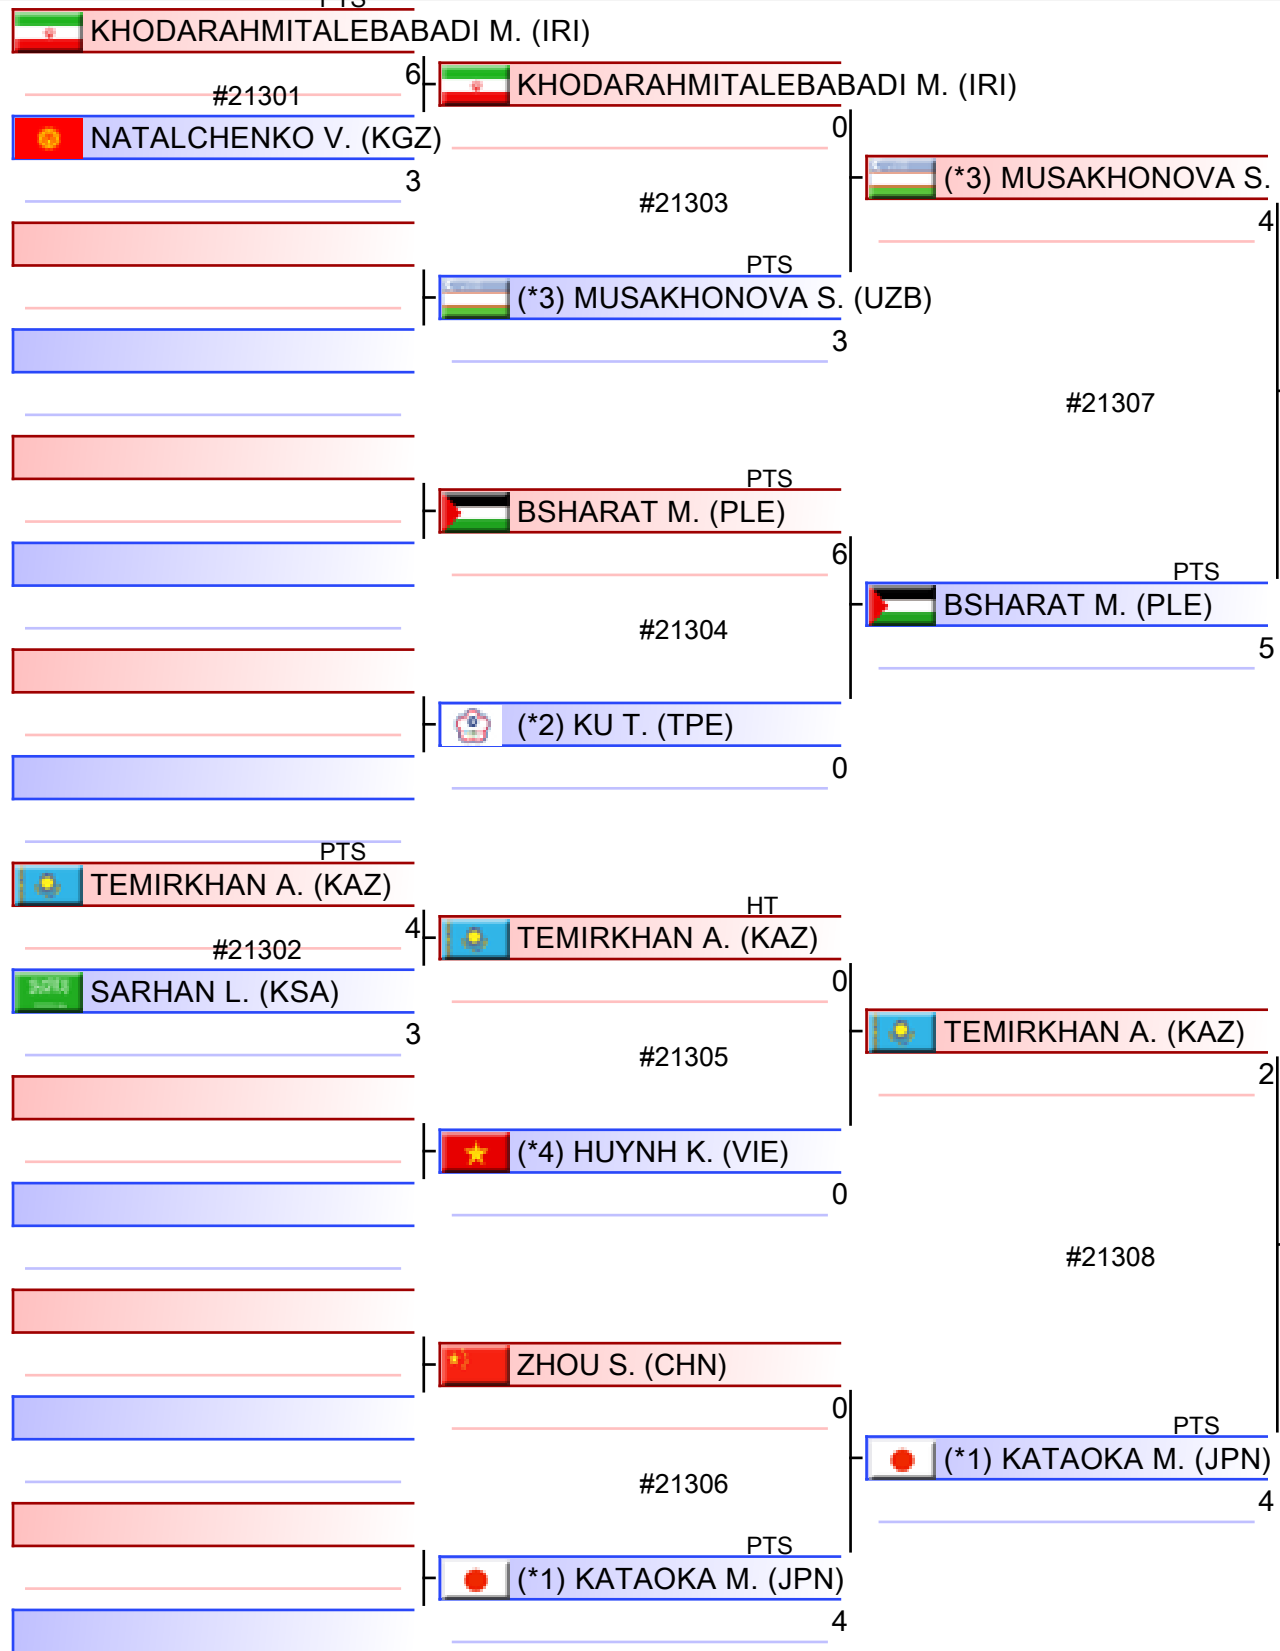 PTS
KHODARAHMITALEBABADI M. (IRI)
6
#21301
NATALCHENKO V. (KGZ)
3
KHODARAHMITALEBABADI M. (IRI)
0
#21303
PTS
(*3) MUSAKHONOVA S. (UZB)
3
(*3) MUSAKHONOVA S.
4
#21307
PTS
BSHARAT M. (PLE)
6
#21304
(*2) KU T. (TPE)
0
PTS
BSHARAT M. (PLE)
5
PTS
TEMIRKHAN A. (KAZ)
4
#21302
SARHAN L. (KSA)
3
HT
TEMIRKHAN A. (KAZ)
0
#21305
(*4) HUYNH K. (VIE)
0
TEMIRKHAN A. (KAZ)
2
#21308
ZHOU S. (CHN)
0
#21306
PTS
(*1) KATAOKA M. (JPN)
4
PTS
(*1) KATAOKA M. (JPN)
4